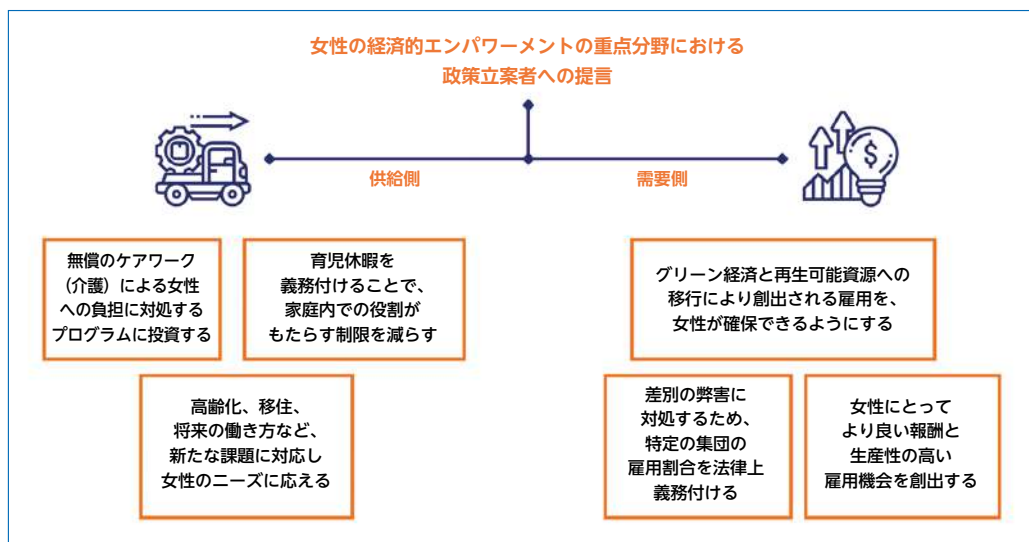 女性の経済的エンパワーメントの重点分野における
政策立案者への提言
供給側
需要側
無償のケアワーク
（介護）による女性
への負担に対処する
プログラムに投資する
育児休暇を
義務付けることで、
家庭内での役割が
もたらす制限を減らす
高齢化、移住、
将来の働き方など、
新たな課題に対応し
女性のニーズに応える
グリーン経済と再生可能資源への
移行により創出される雇用を、
女性が確保できるようにする
差別の弊害に
対処するため、
特定の集団の
雇用割合を法律上
義務付ける
女性にとって
より良い報酬と
生産性の高い
雇用機会を創出する
$